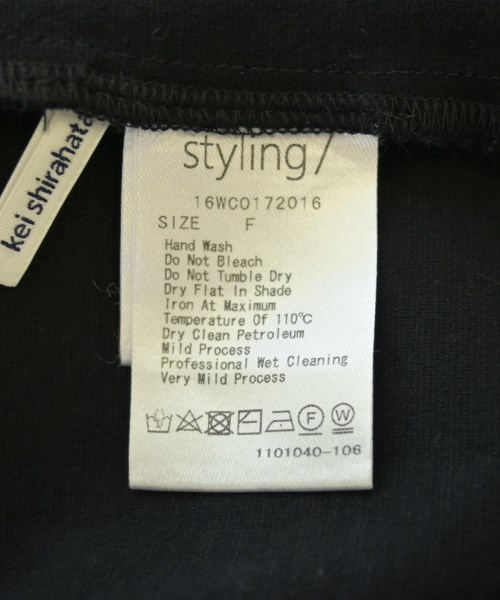 kei shirahata
styling/
16WCO172016
SIZE F
Hand Wash
Do Not Bleach
Do Not Tumble Dry
Dry Flat In Shade
Iron At Maximum
Temperature Of 110℃
Dry Clean Petroleum
Mild Process
Professional Wet Cleaning
Very Mild Process
F W
1101040-106